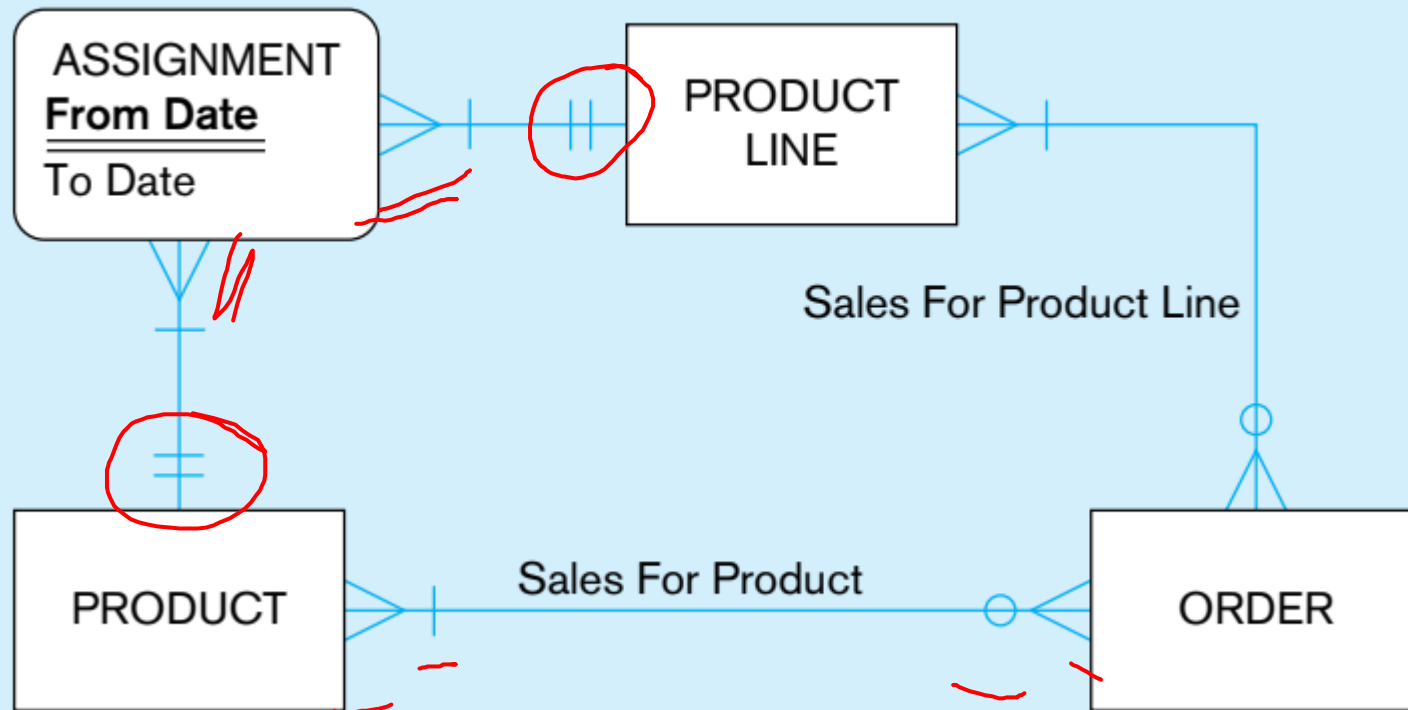 ASSIGNMENT
From Date
To Date
PRODUCT
LINE
Sales For Product Line
PRODUCT
Sales For Product
ORDER